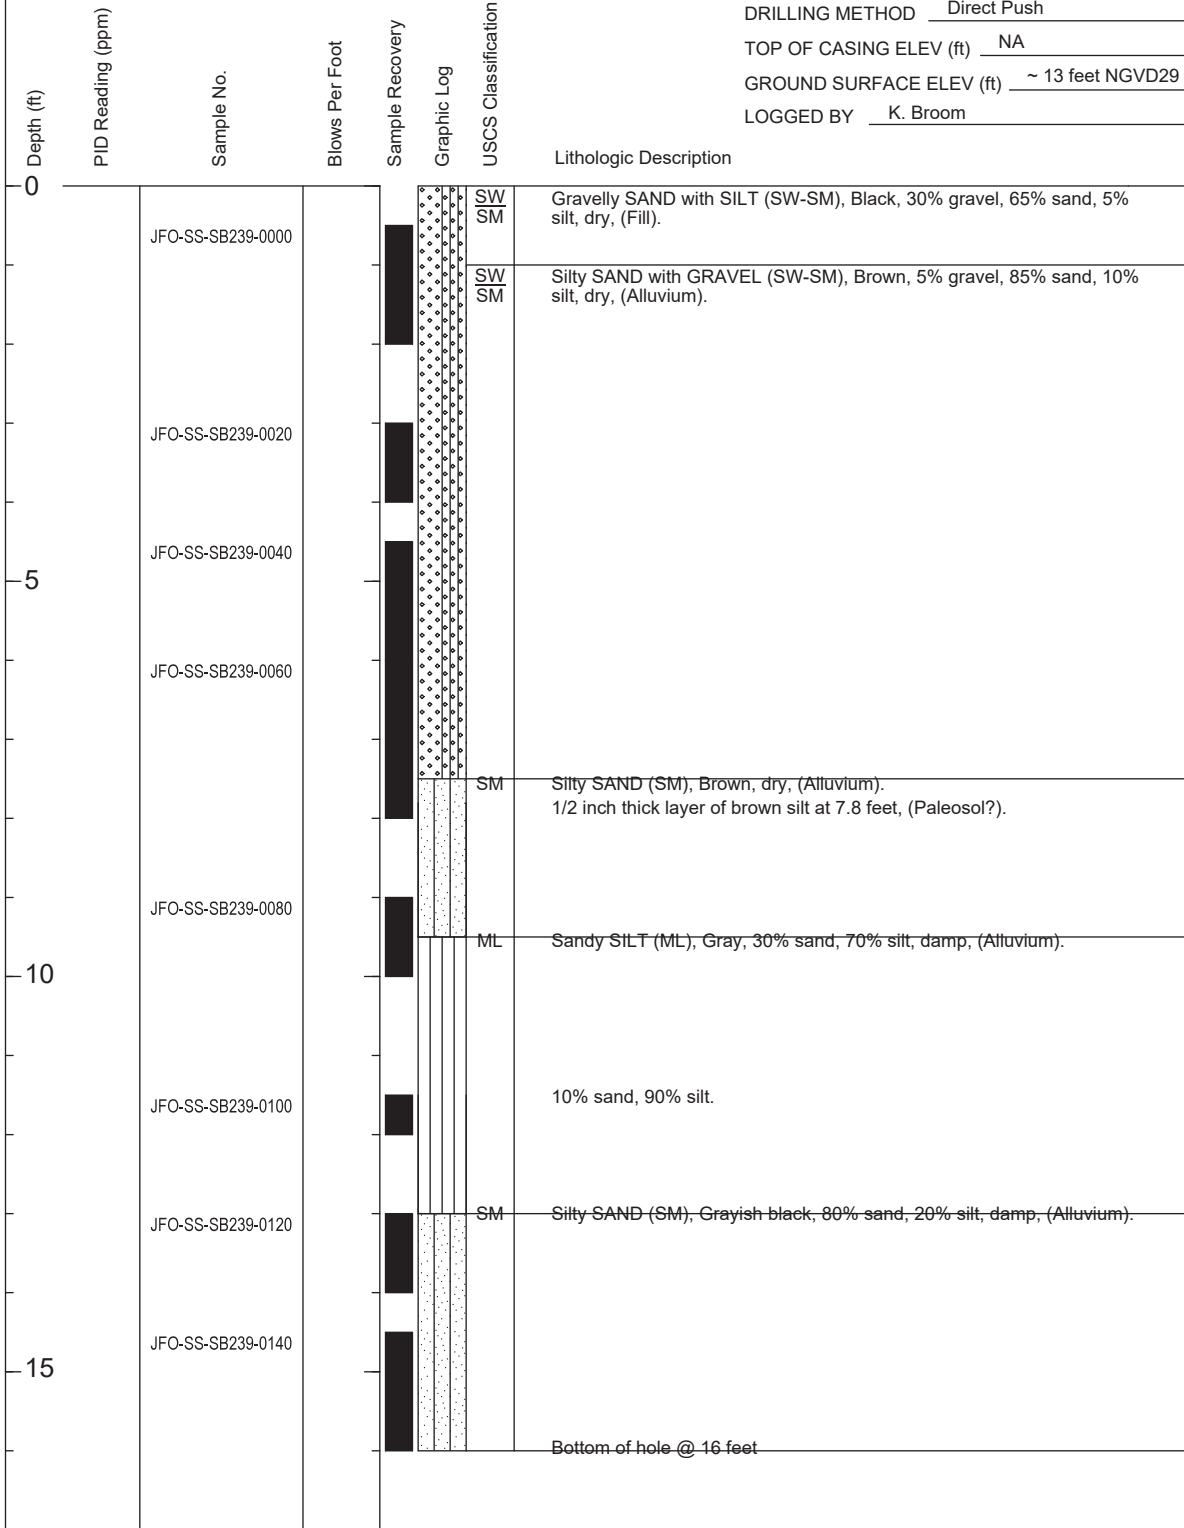 DRILLING METHOD Direct Push
TOP OF CASING ELEV (ft) NA
GROUND SURFACE ELEV (ft) ~ 13 feet NGVD29
LOGGED BY K. Broom
Depth (ft)
PID Reading (ppm)
Sample No.
Blows Per Foot
Sample Recovery
Graphic Log
USCS Classification
Lithologic Description
0
SW
SM
Gravelly SAND with SILT (SW-SM), Black, 30% gravel, 65% sand, 5%
silt, dry, (Fill).
JFO-SS-SB239-0000
SW
SM
Silty SAND with GRAVEL (SW-SM), Brown, 5% gravel, 85% sand, 10%
silt, dry, (Alluvium).
JFO-SS-SB239-0020
JFO-SS-SB239-0040
5
JFO-SS-SB239-0060
SM
Silty SAND (SM), Brown, dry, (Alluvium).
1/2 inch thick layer of brown silt at 7.8 feet, (Paleosol?).
JFO-SS-SB239-0080
ML
Sandy SILT (ML), Gray, 30% sand, 70% silt, damp, (Alluvium).
10
10% sand, 90% silt.
JFO-SS-SB239-0100
SM
Silty SAND (SM), Grayish black, 80% sand, 20% silt, damp, (Alluvium).
JFO-SS-SB239-0120
JFO-SS-SB239-0140
15
Bottom of hole @ 16 feet